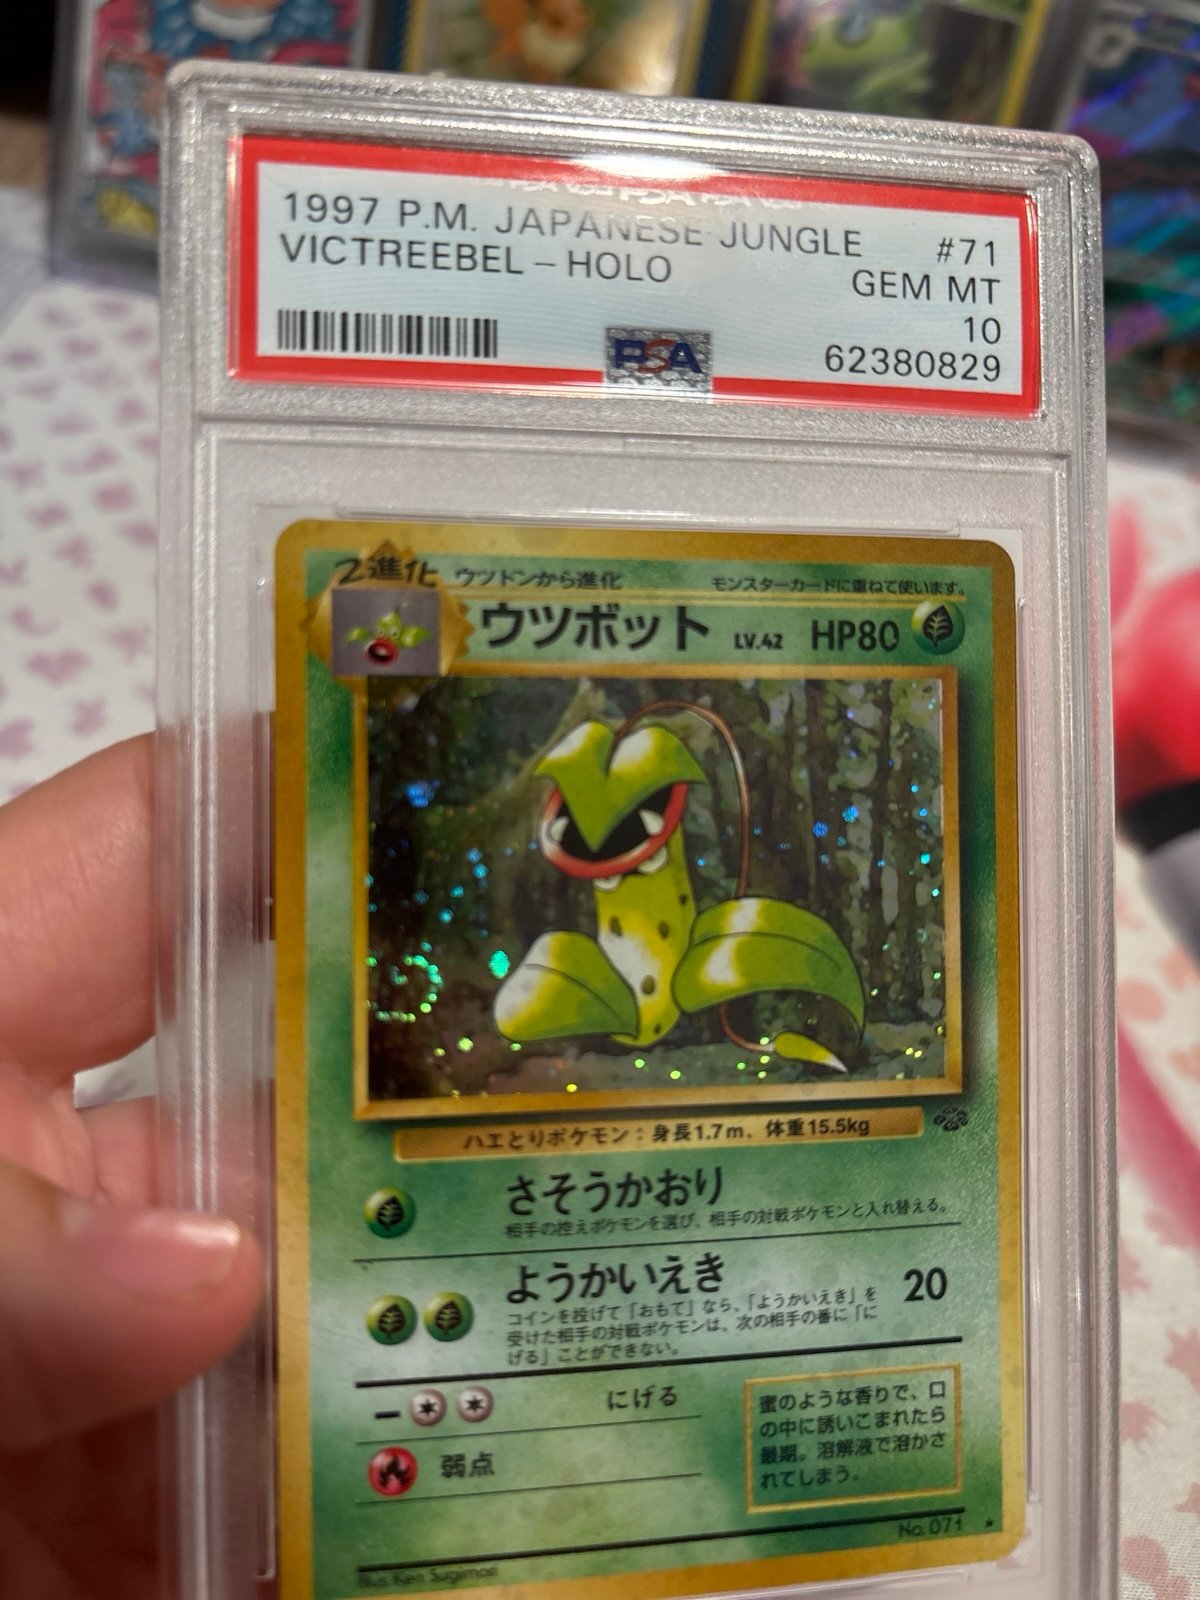 1997 P.M. JAPANESE JUNGLE #71
VICTREEBEL – HOLO GEM MT
10
PSA 62380829
2進化 ウツドンから進化 モンスターカードに重ねて使います。
ウツボット LV.42 HP80
ハエとりポケモン：身長1.7m、体重15.5kg
さそうかおり
相手の控えポケモンを選び、相手の対戦ポケモンと入れ替える。
ようかいえき 20
コインを投げて「おもて」なら、「ようかいえき」を
受けた相手の対戦ポケモンは、次の相手の番に「に
げる」ことができない。
にげる
弱点
蜜のような香りで、口
の中に誘いこまれたら
最期。溶解液で溶かさ
れてしまう。
No.071
Illus. Ken Sugimori